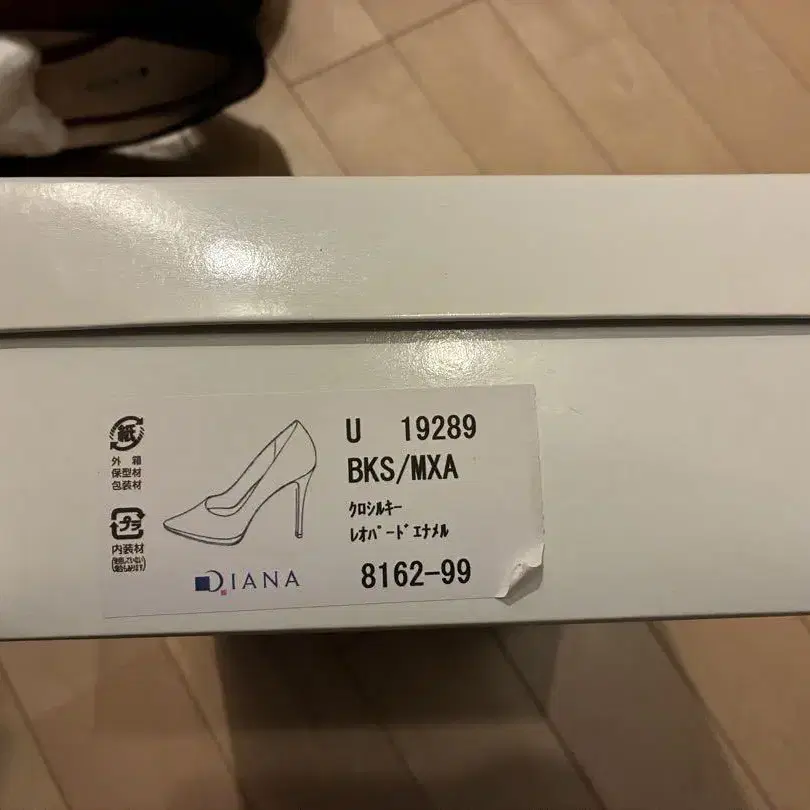 紙
外 箱
保型材
包装材
プラ
内装材
U 19289
BKS/MXA
クロシルキー
レオパードエナメル
8162-99
DIANA